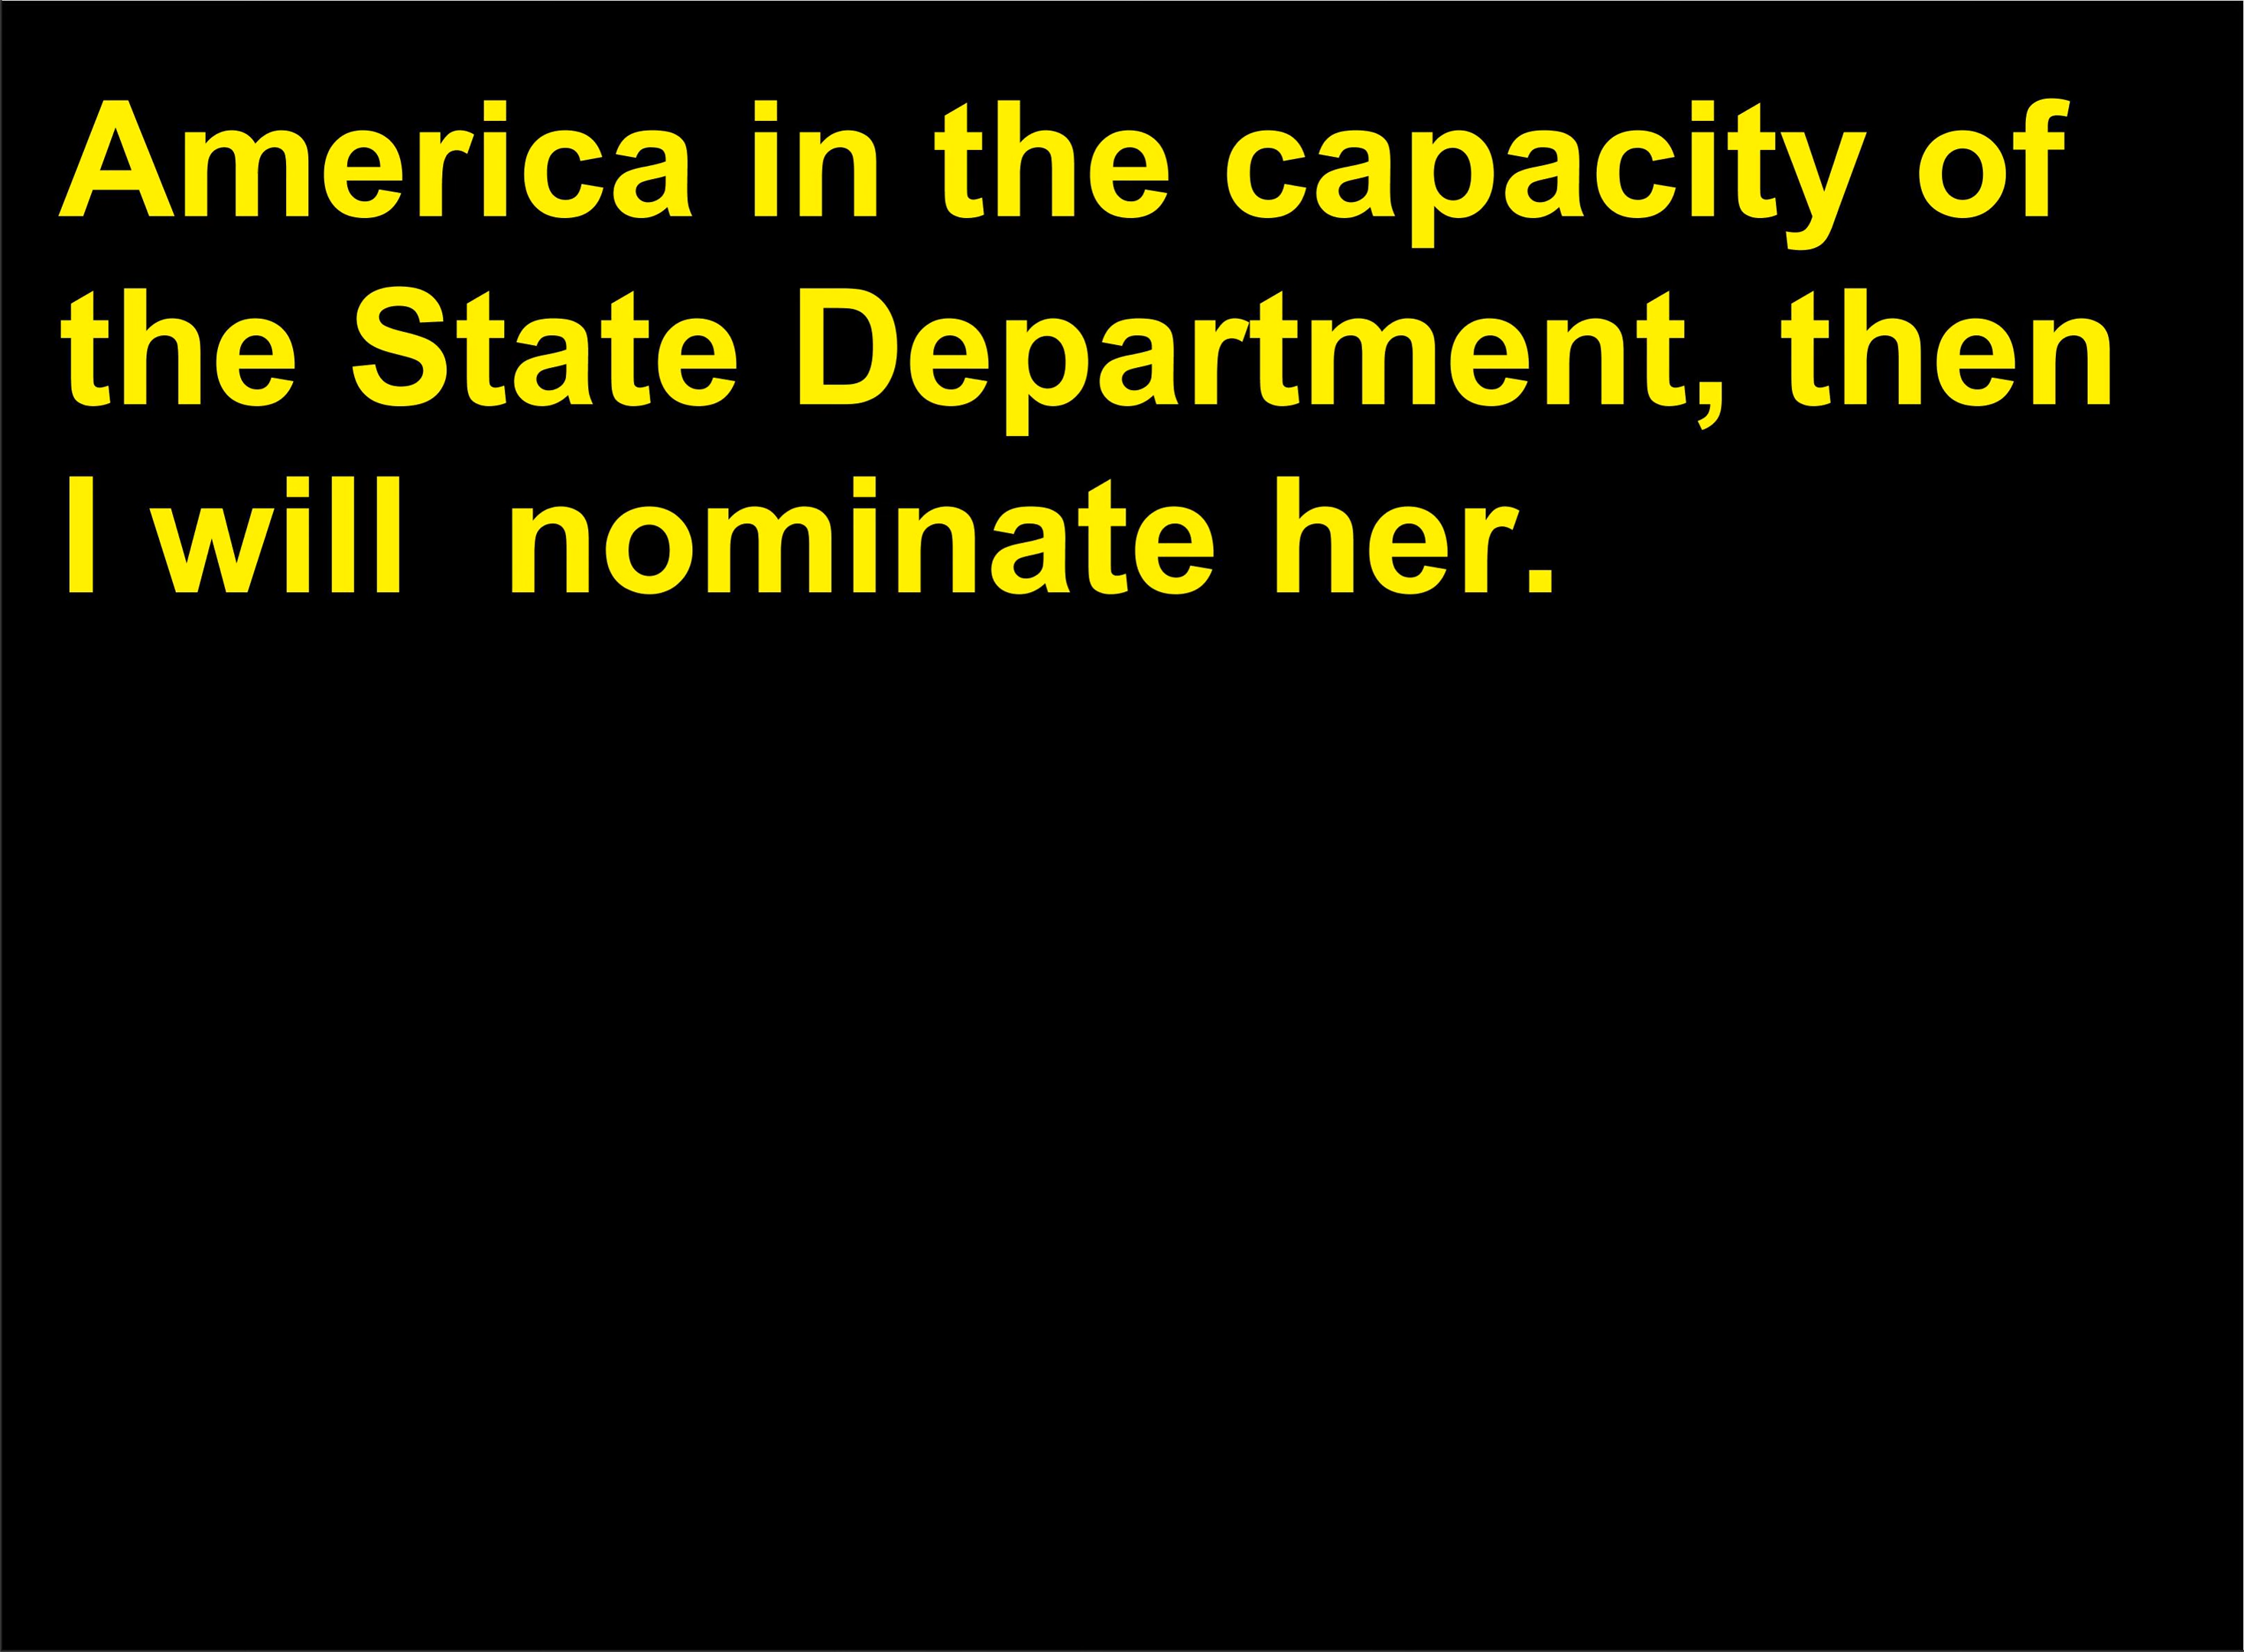 America in the capacity of
the State Department, then
I will  nominate her.